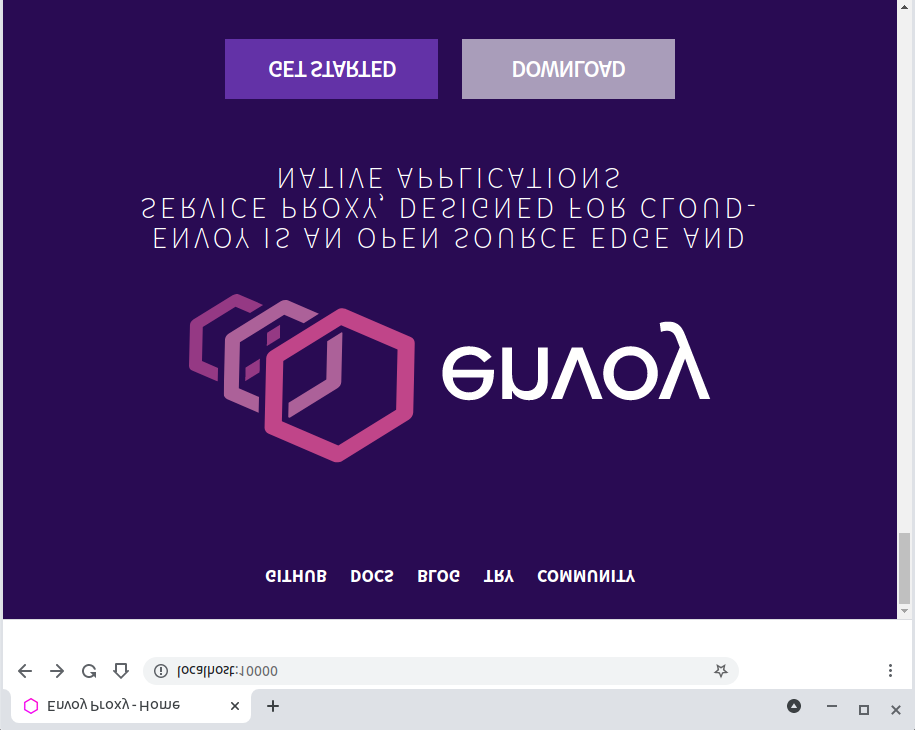 Envoy Proxy - Home
localhost:10000
GITHUB DOCS BLOG TRY COMMUNITY
envoy
ENVOY IS AN OPEN SOURCE EDGE AND
SERVICE PROXY, DESIGNED FOR CLOUD-
NATIVE APPLICATIONS
GET STARTED DOWNLOAD